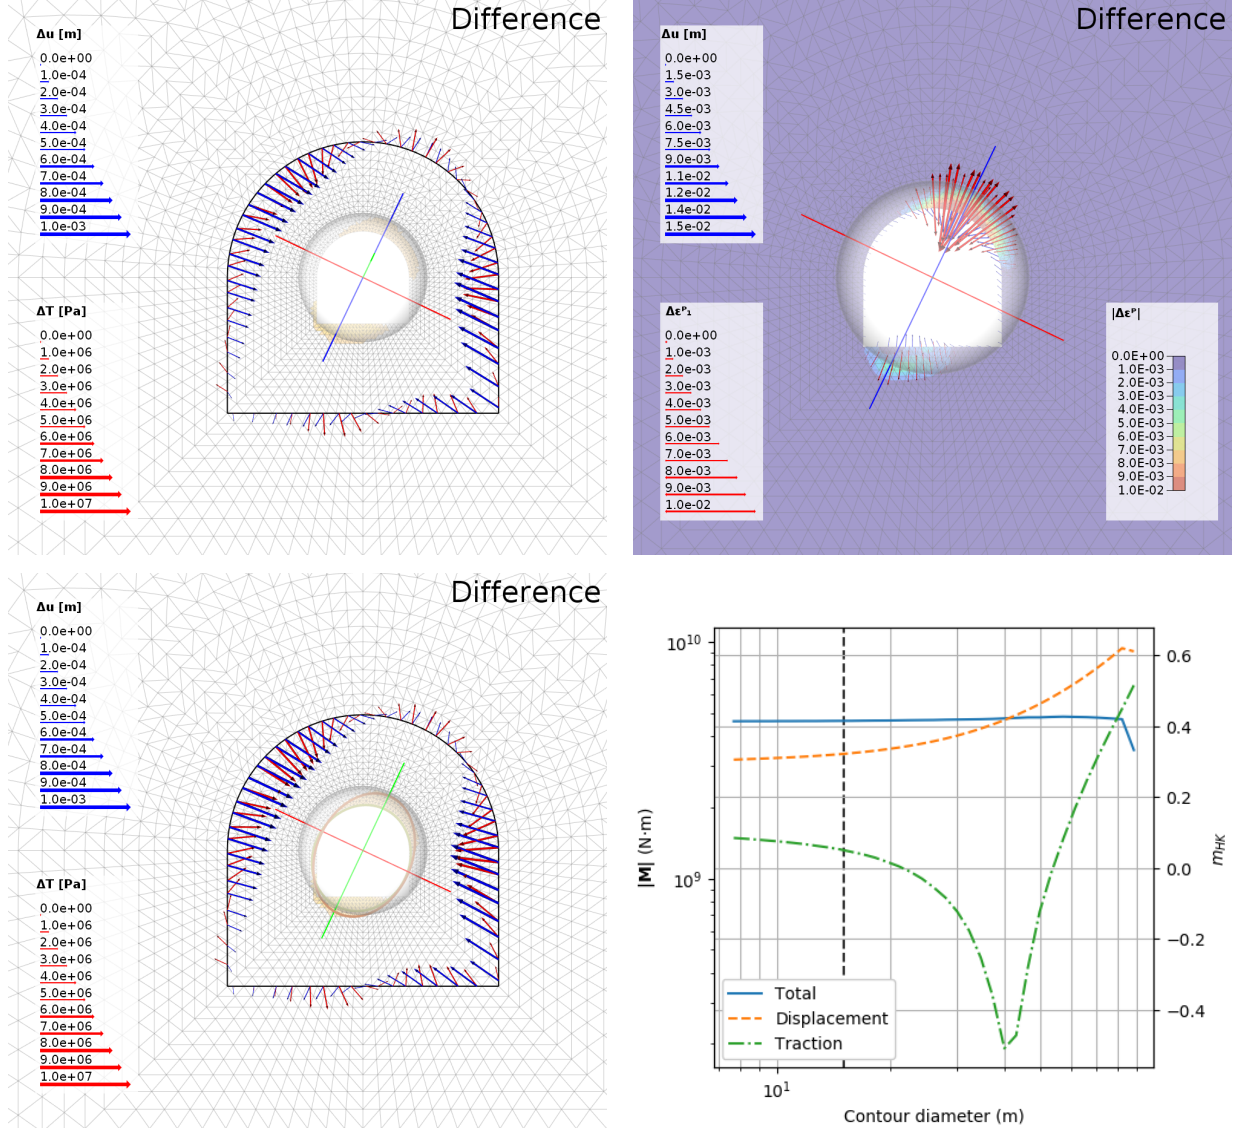 Difference
Δu [m]
0.0e+00
1.0e-04
2.0e-04
3.0e-04
4.0e-04
5.0e-04
6.0e-04
7.0e-04
8.0e-04
9.0e-04
1.0e-03
ΔT [Pa]
0.0e+00
1.0e+06
2.0e+06
3.0e+06
4.0e+06
5.0e+06
6.0e+06
7.0e+06
8.0e+06
9.0e+06
1.0e+07
Difference
Δu [m]
0.0e+00
1.5e-03
3.0e-03
4.5e-03
6.0e-03
7.5e-03
9.0e-03
1.1e-02
1.2e-02
1.4e-02
1.5e-02
Δεᵖ₁
0.0e+00
1.0e-03
2.0e-03
3.0e-03
4.0e-03
5.0e-03
6.0e-03
7.0e-03
8.0e-03
9.0e-03
1.0e-02
|Δεᵖ|
0.0E+00
1.0E-03
2.0E-03
3.0E-03
4.0E-03
5.0E-03
6.0E-03
7.0E-03
8.0E-03
9.0E-03
1.0E-02
Difference
Δu [m]
0.0e+00
1.0e-04
2.0e-04
3.0e-04
4.0e-04
5.0e-04
6.0e-04
7.0e-04
8.0e-04
9.0e-04
1.0e-03
ΔT [Pa]
0.0e+00
1.0e+06
2.0e+06
3.0e+06
4.0e+06
5.0e+06
6.0e+06
7.0e+06
8.0e+06
9.0e+06
1.0e+07
10¹⁰
10⁹
|M| (N·m)
0.6
0.4
0.2
0.0
−0.2
−0.4
m_HK
Total
Displacement
Traction
10¹
Contour diameter (m)